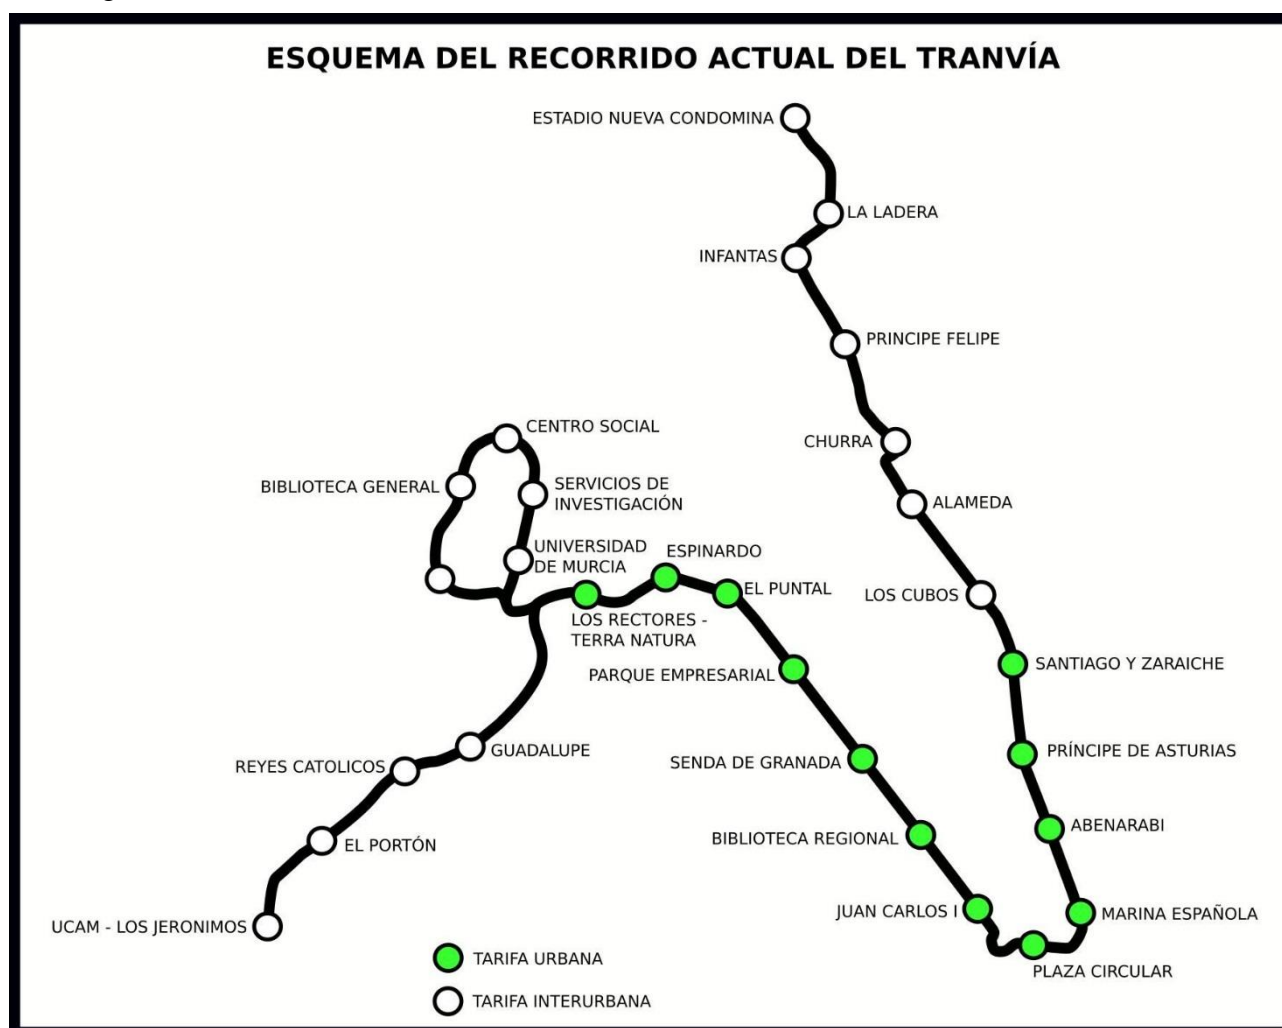 ESQUEMA DEL RECORRIDO ACTUAL DEL TRANVÍA
ESTADIO NUEVA CONDOMINA
LA LADERA
INFANTAS
PRINCIPE FELIPE
CHURRA
ALAMEDA
LOS CUBOS
SANTIAGO Y ZARAICHE
PRÍNCIPE DE ASTURIAS
ABENARABI
MARINA ESPAÑOLA
PLAZA CIRCULAR
JUAN CARLOS I
BIBLIOTECA REGIONAL
SENDA DE GRANADA
PARQUE EMPRESARIAL
EL PUNTAL
ESPINARDO
LOS RECTORES -
TERRA NATURA
UNIVERSIDAD
DE MURCIA
SERVICIOS DE
INVESTIGACIÓN
CENTRO SOCIAL
BIBLIOTECA GENERAL
GUADALUPE
REYES CATOLICOS
EL PORTÓN
UCAM - LOS JERONIMOS
TARIFA URBANA
TARIFA INTERURBANA